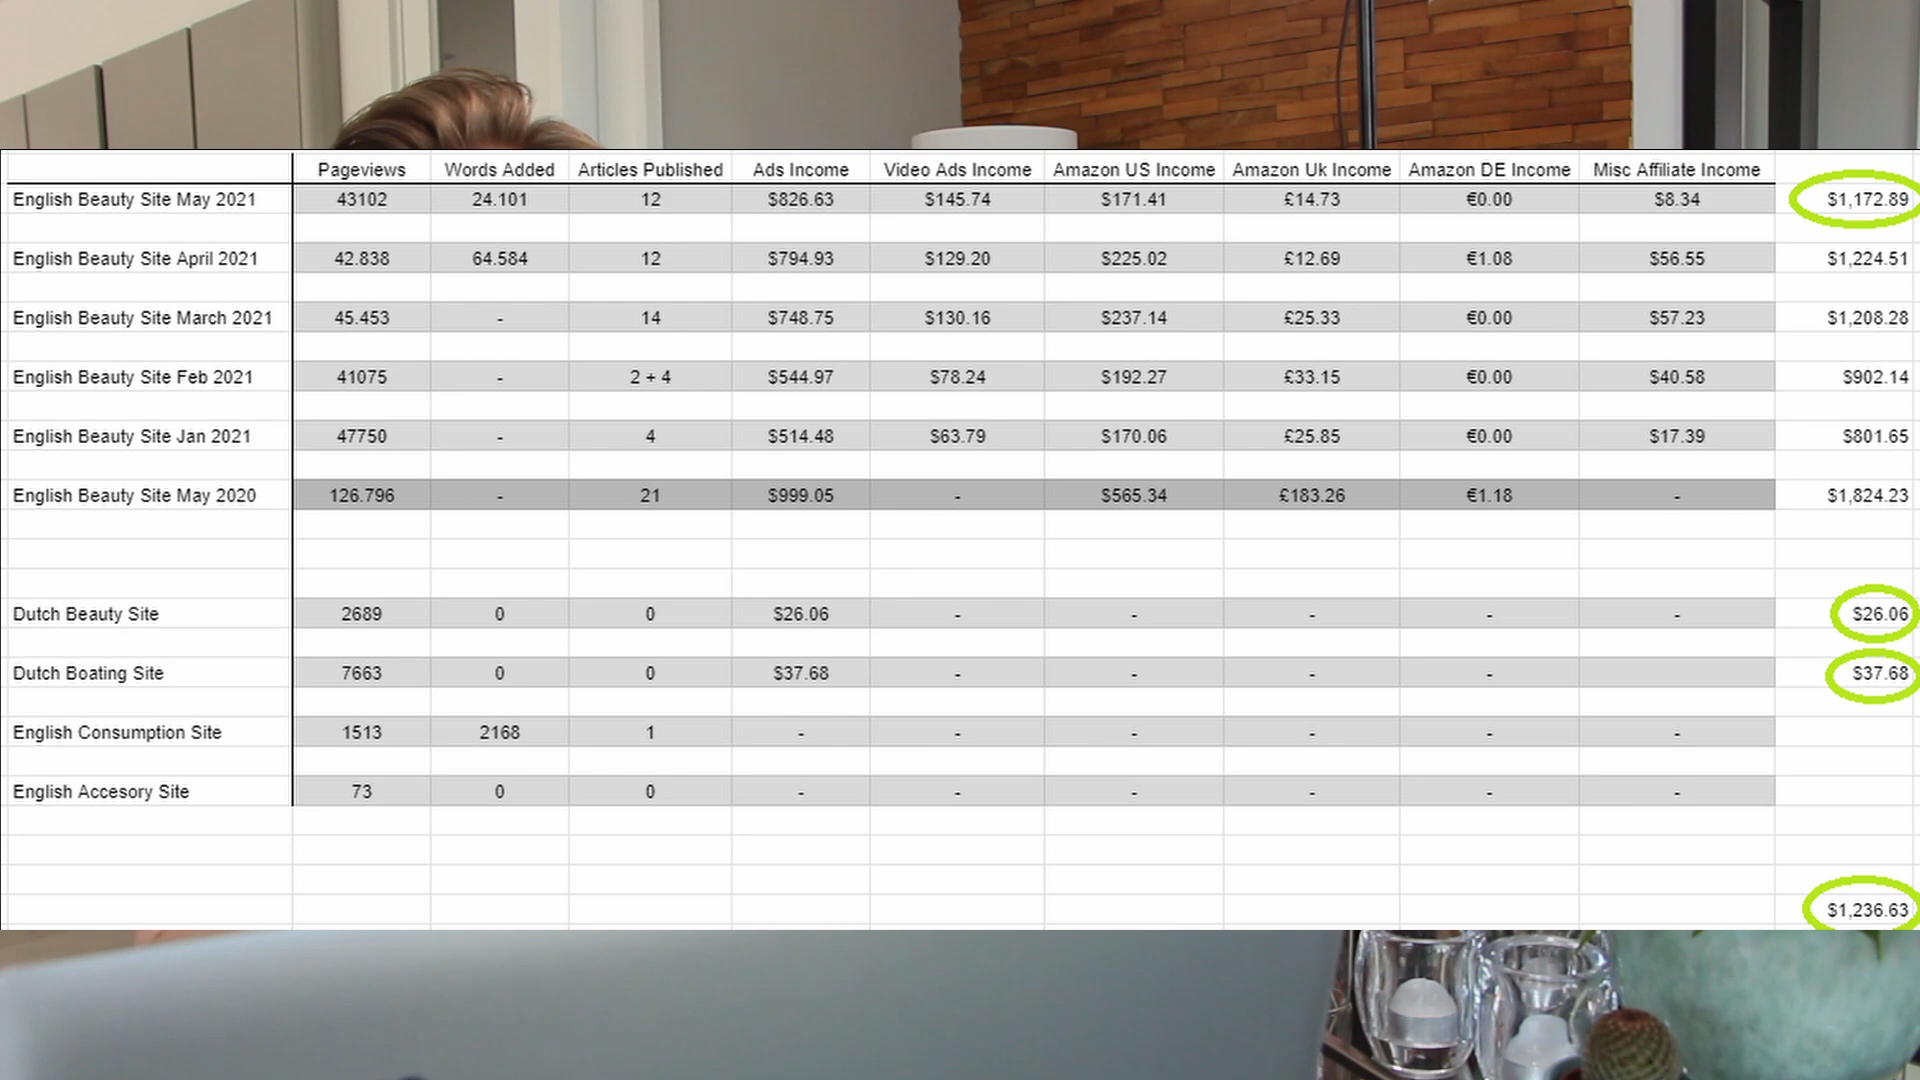 Pageviews Words Added Articles Published Ads Income Video Ads Income Amazon US Income Amazon Uk Income Amazon DE Income Misc Affiliate Income
English Beauty Site May 2021 43102 24.101 12 $826.63 $145.74 $171.41 £14.73 €0.00 $8.34 $1,172.89
English Beauty Site April 2021 42.838 64.584 12 $794.93 $129.20 $225.02 £12.69 €1.08 $56.55 $1,224.51
English Beauty Site March 2021 45.453 - 14 $748.75 $130.16 $237.14 £25.33 €0.00 $57.23 $1,208.28
English Beauty Site Feb 2021 41075 - 2 + 4 $544.97 $78.24 $192.27 £33.15 €0.00 $40.58 $902.14
English Beauty Site Jan 2021 47750 - 4 $514.48 $63.79 $170.06 £25.85 €0.00 $17.39 $801.65
English Beauty Site May 2020 126.796 - 21 $999.05 - $565.34 £183.26 €1.18 - $1,824.23
Dutch Beauty Site 2689 0 0 $26.06 - - - - - $26.06
Dutch Boating Site 7663 0 0 $37.68 - - - - $37.68
English Consumption Site 1513 2168 1 - - - - - -
English Accesory Site 73 0 0 - - - - - -
$1,236.63